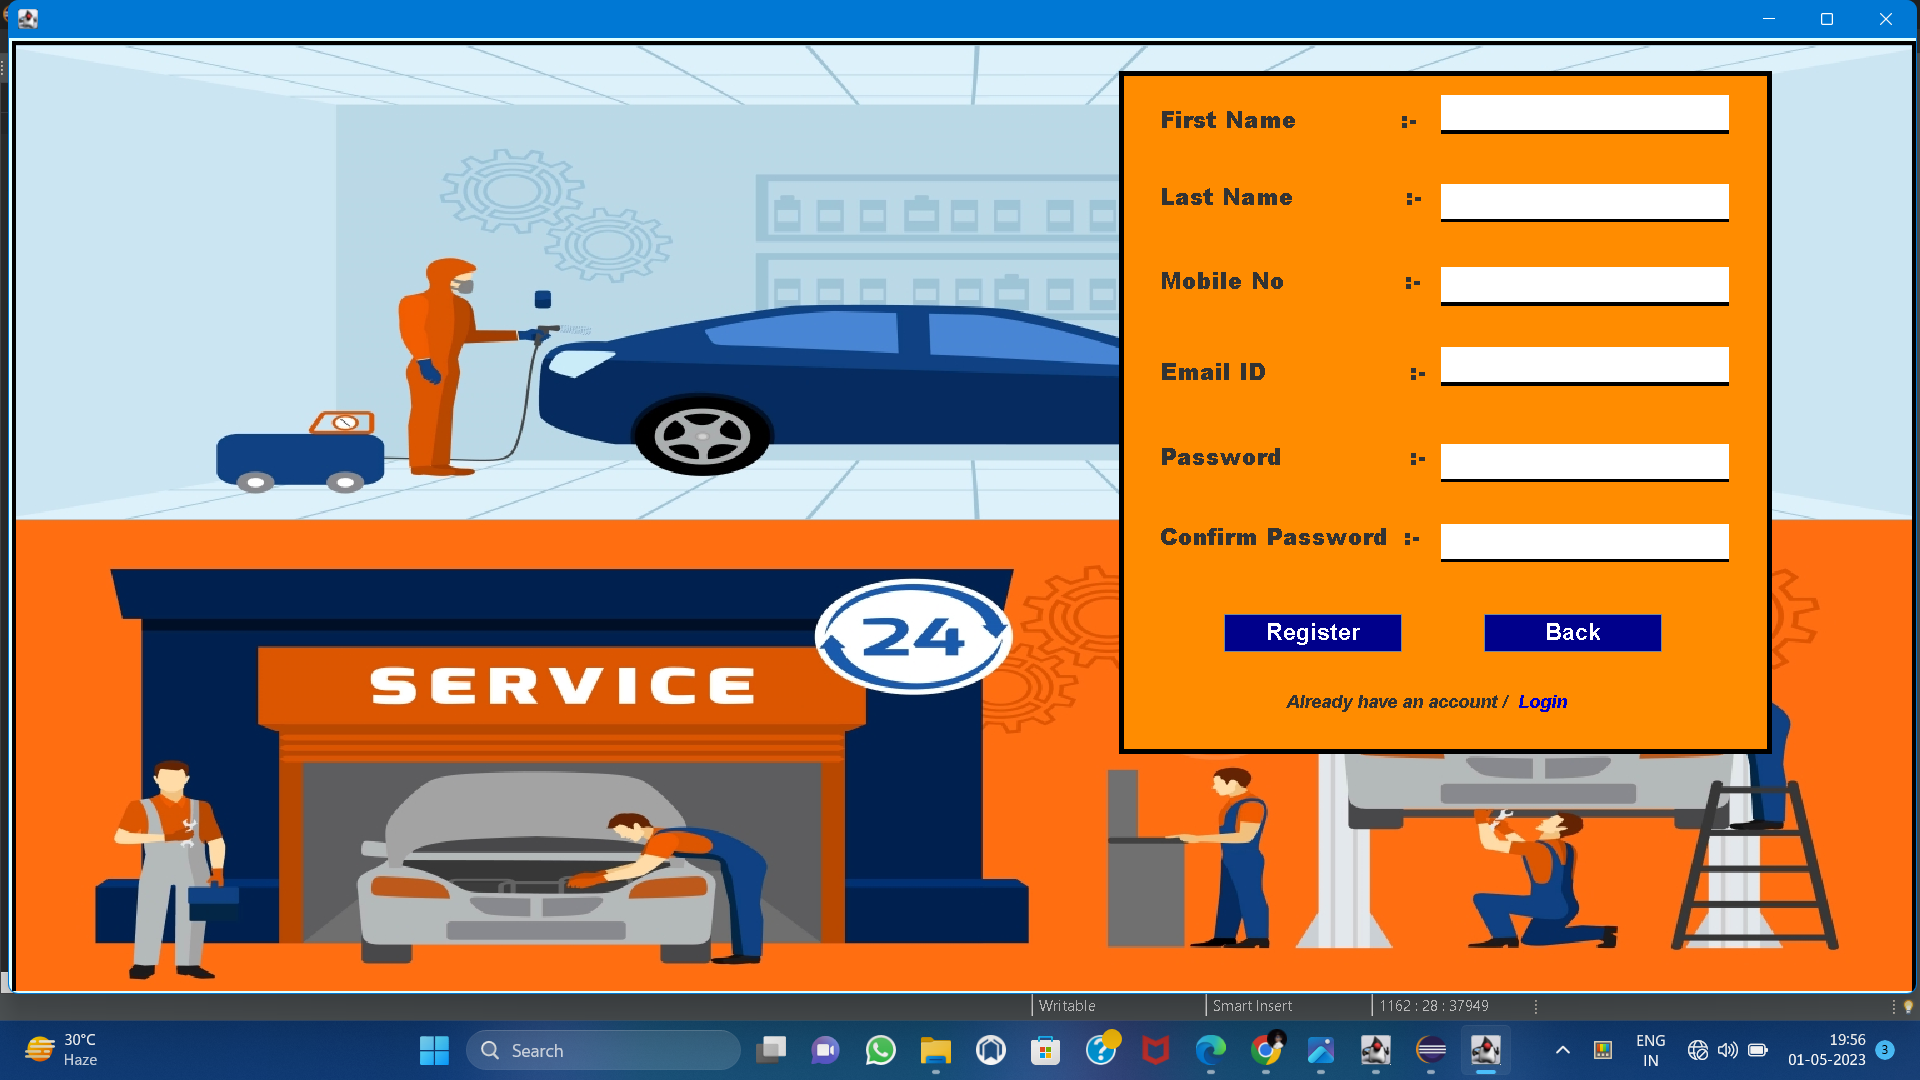 First Name :-
Last Name :-
Mobile No :-
Email ID :-
Password :-
Confirm Password :-
Register Back
Already have an account / Login
24
SERVICE
Writable Smart Insert 1162 : 28 : 37949
30°C
Haze
Search
ENG
IN
19:56
01-05-2023
3